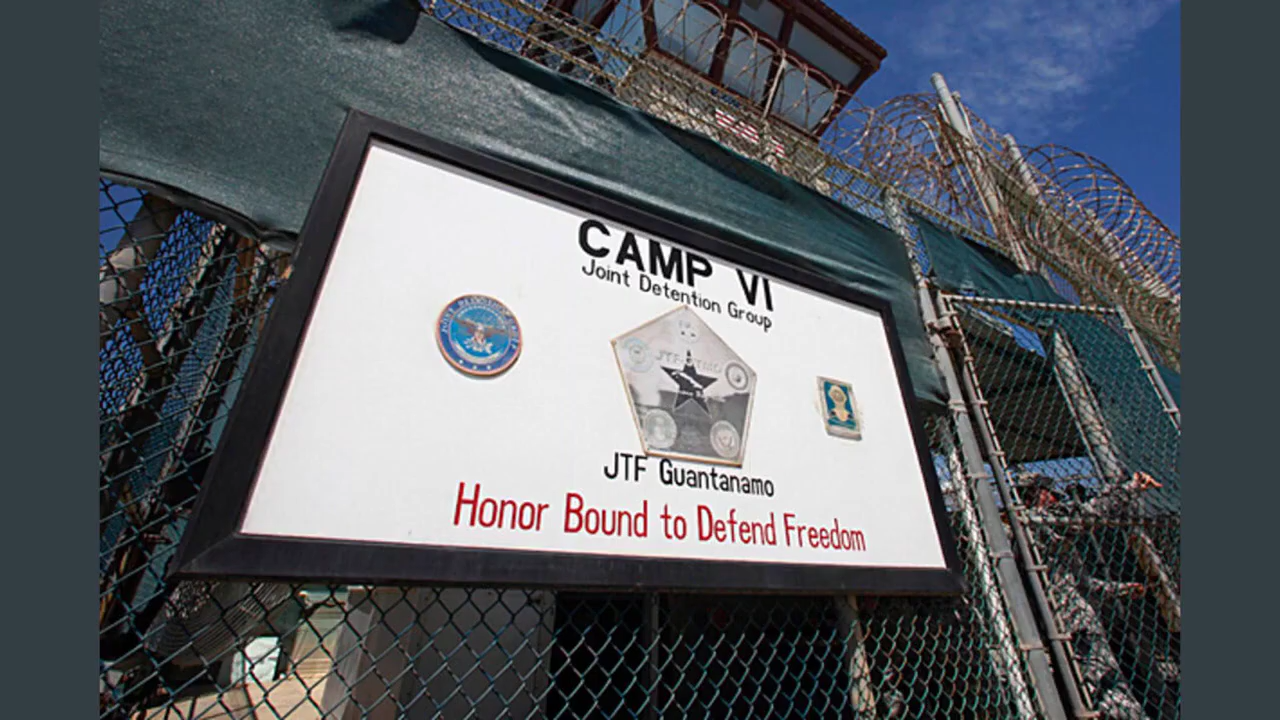 CAMP VI
Joint Detention Group
JTF Guantanamo
Honor Bound to Defend Freedom